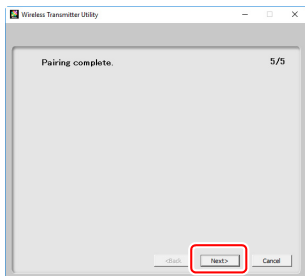 Wireless Transmitter Utility
Pairing complete. 5/5
<Back Next> Cancel